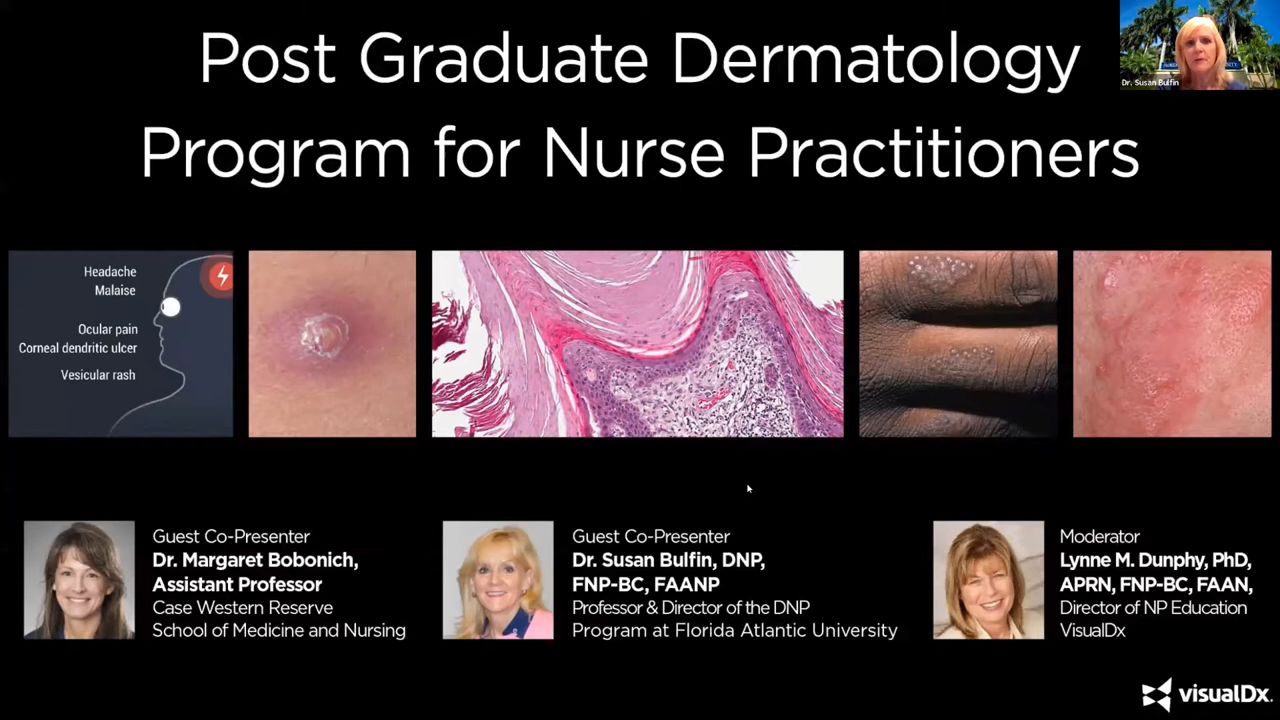 Post Graduate Dermatology
Program for Nurse Practitioners
Dr. Susan Bulfin
Headache
Malaise
Ocular pain
Corneal dendritic ulcer
Vesicular rash
Guest Co-Presenter
Dr. Margaret Bobonich,
Assistant Professor
Case Western Reserve
School of Medicine and Nursing
Guest Co-Presenter
Dr. Susan Bulfin, DNP,
FNP-BC, FAANP
Professor & Director of the DNP
Program at Florida Atlantic University
Moderator
Lynne M. Dunphy, PhD,
APRN, FNP-BC, FAAN,
Director of NP Education
VisualDx
visualDx.